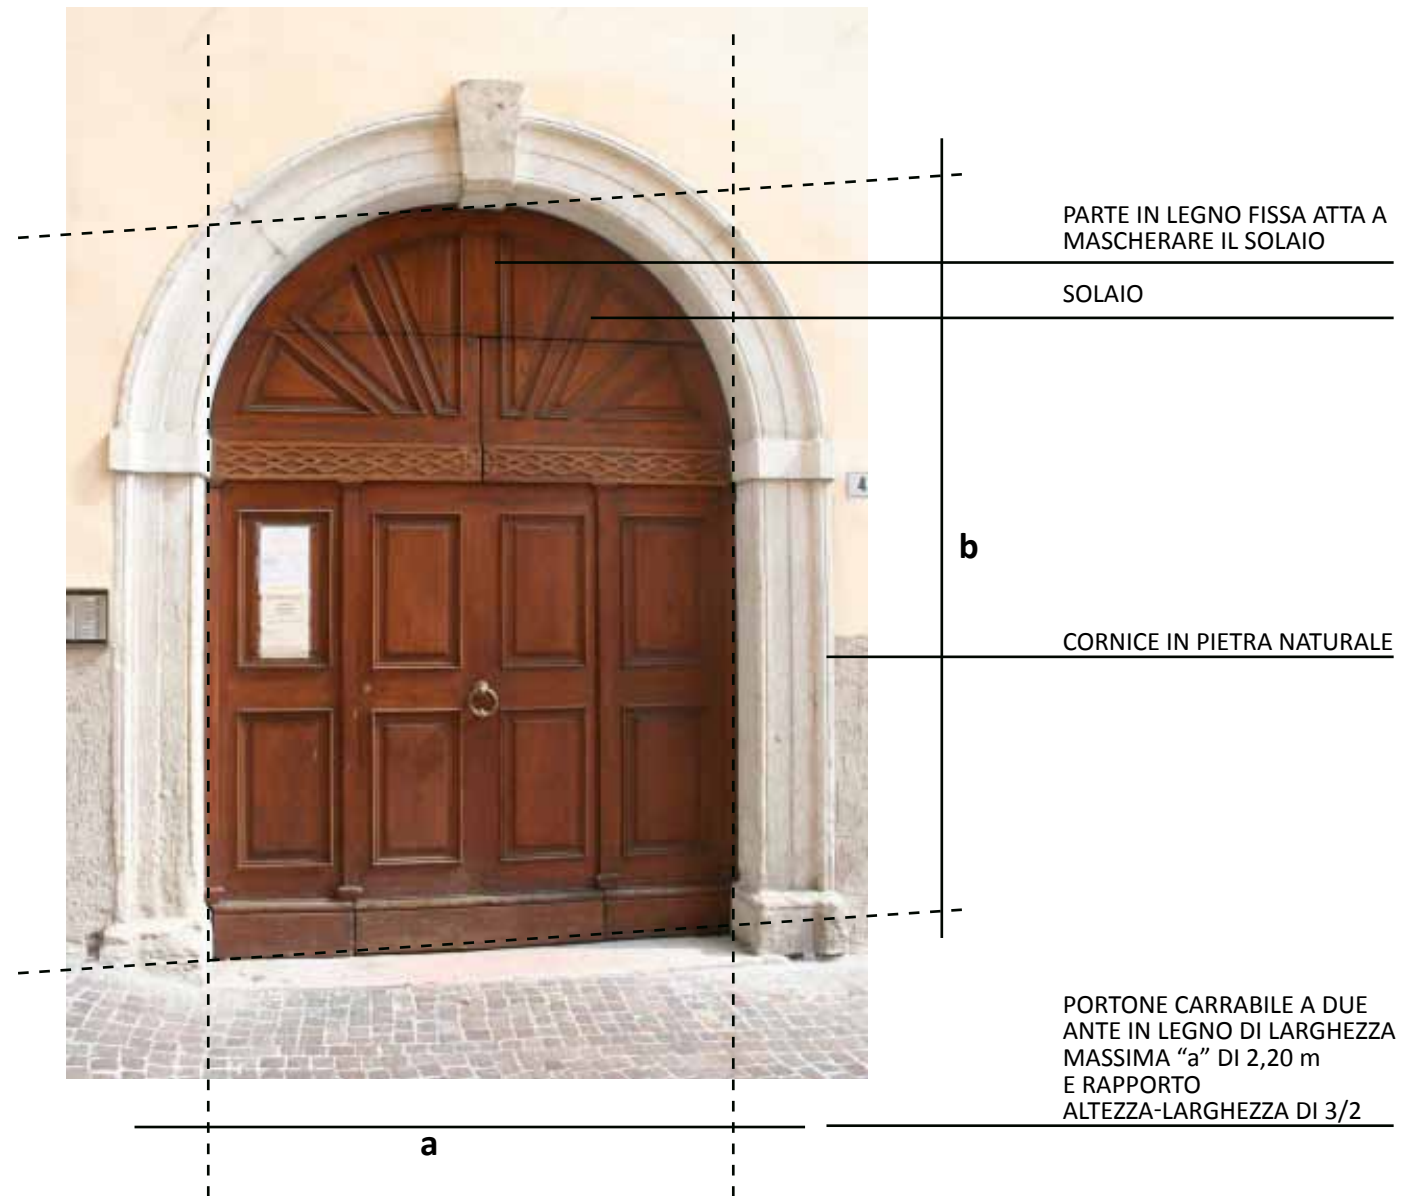 PARTE IN LEGNO FISSA ATTA A
MASCHERARE IL SOLAIO
SOLAIO
4
b
CORNICE IN PIETRA NATURALE
PORTONE CARRABILE A DUE
ANTE IN LEGNO DI LARGHEZZA
MASSIMA “a” DI 2,20 m
E RAPPORTO
ALTEZZA-LARGHEZZA DI 3/2
a